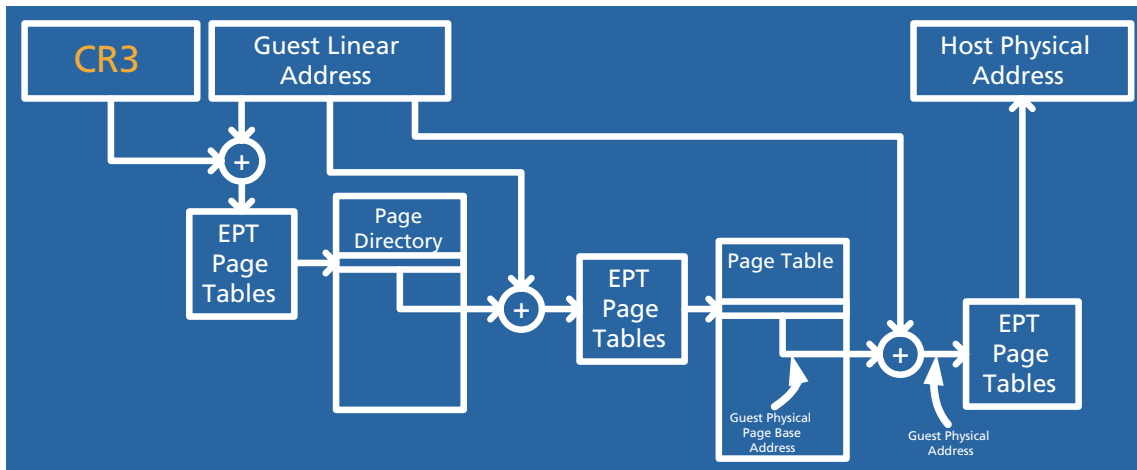 CR3
Guest Linear
Address
Host Physical
Address
+
EPT
Page
Tables
Page
Directory
+
EPT
Page
Tables
Page Table
+
EPT
Page
Tables
Guest Physical
Page Base
Address
Guest Physical
Address